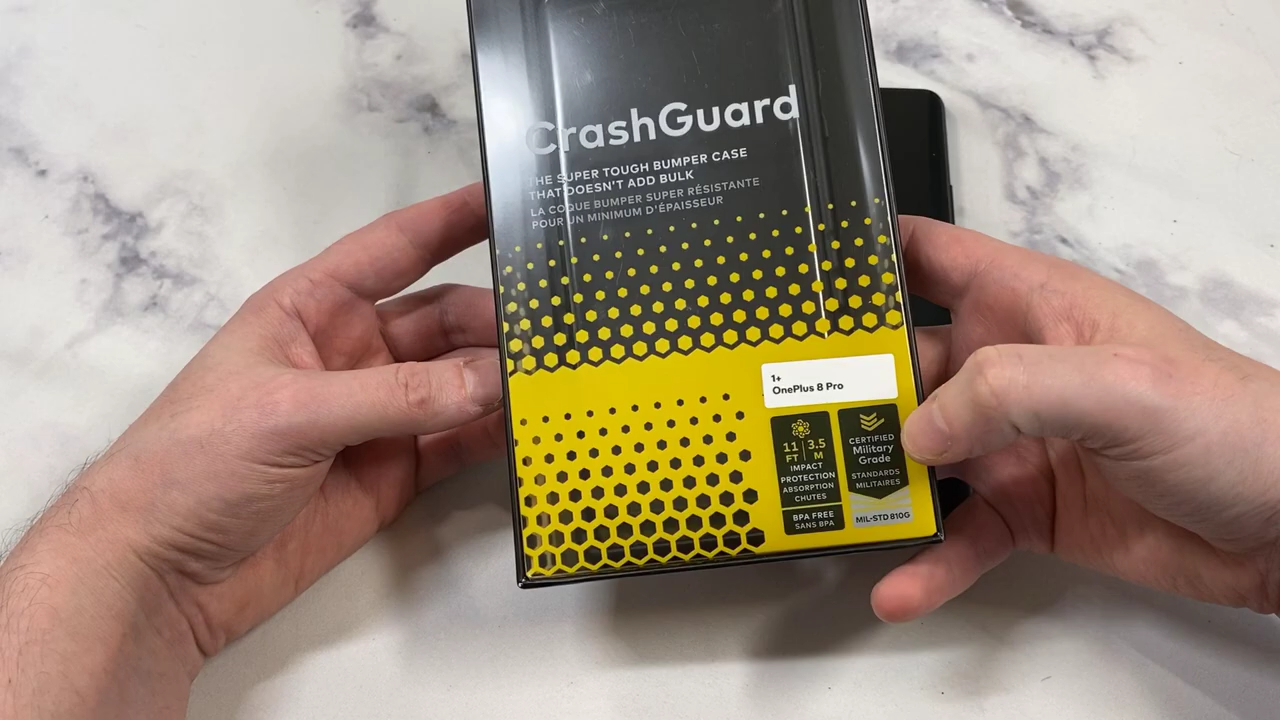 CrashGuard
THE SUPER TOUGH BUMPER CASE
THAT DOESN'T ADD BULK
LA COQUE BUMPER SUPER RÉSISTANTE
POUR UN MINIMUM D'ÉPAISSEUR
1+
OnePlus 8 Pro
11 FT | 3.5 M
IMPACT
PROTECTION
ABSORPTION
CHUTES
BPA FREE
SANS BPA
CERTIFIED
Military
Grade
STANDARDS
MILITAIRES
MIL-STD 810G